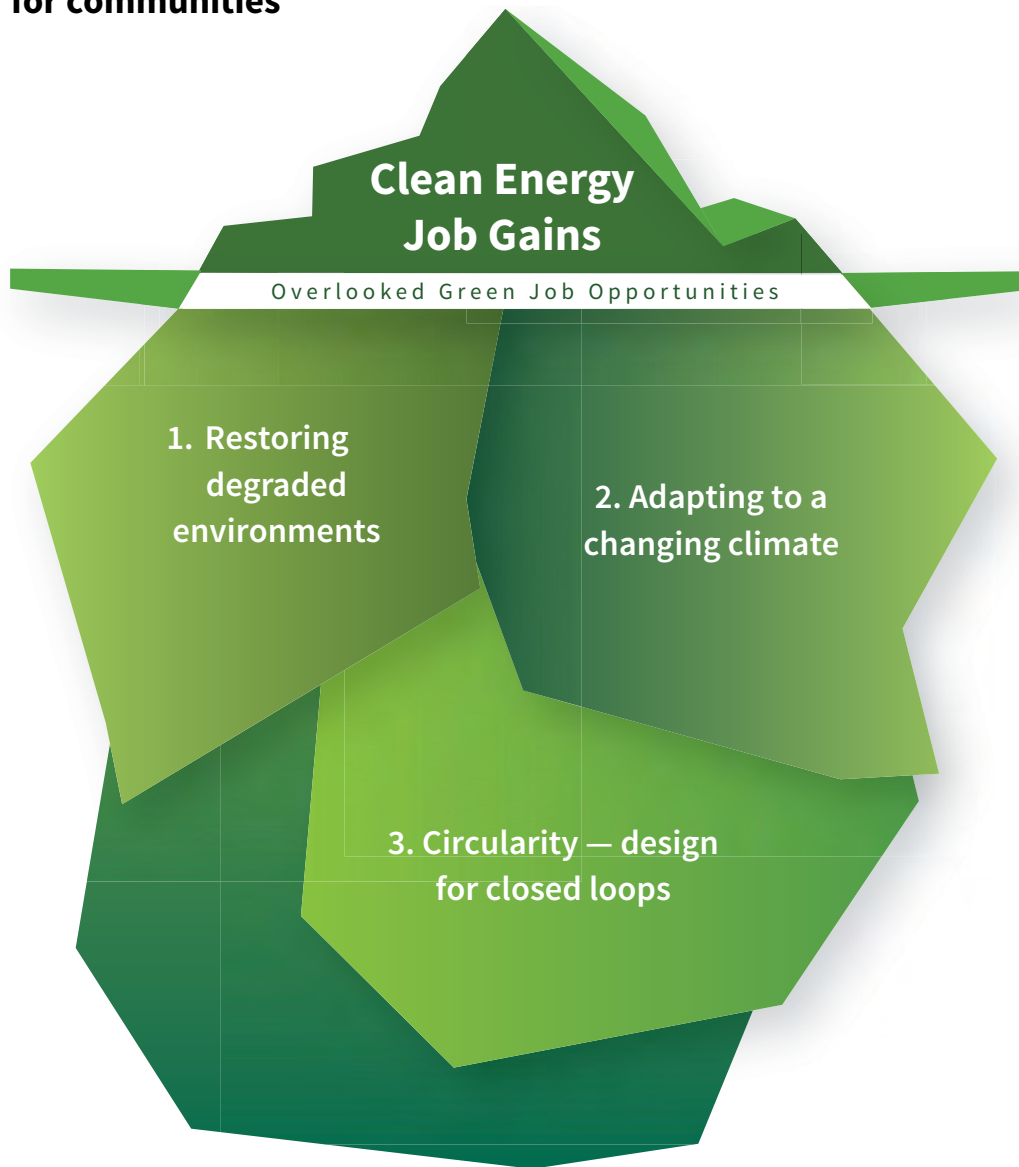 for communities
Clean Energy
Job Gains
Overlooked Green Job Opportunities
1. Restoring
degraded
environments
2. Adapting to a
changing climate
3. Circularity — design
for closed loops